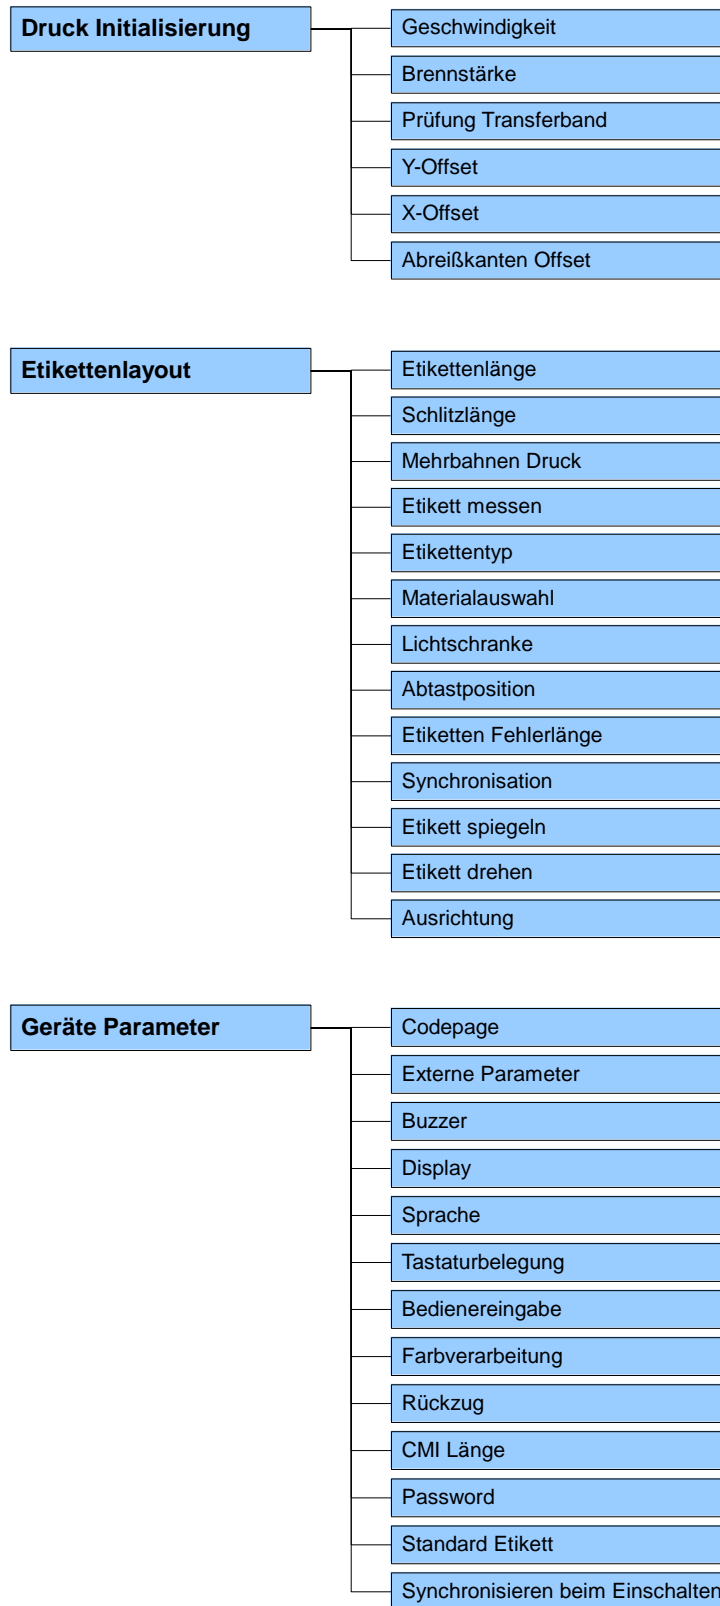 Druck Initialisierung
Geschwindigkeit
Brennstärke
Prüfung Transferband
Y-Offset
X-Offset
Abreißkanten Offset
Etikettenlayout
Etikettenlänge
Schlitzlänge
Mehrbahnen Druck
Etikett messen
Etikettentyp
Materialauswahl
Lichtschranke
Abtastposition
Etiketten Fehlerlänge
Synchronisation
Etikett spiegeln
Etikett drehen
Ausrichtung
Geräte Parameter
Codepage
Externe Parameter
Buzzer
Display
Sprache
Tastaturbelegung
Bedienereingabe
Farbverarbeitung
Rückzug
CMI Länge
Password
Standard Etikett
Synchronisieren beim Einschalten